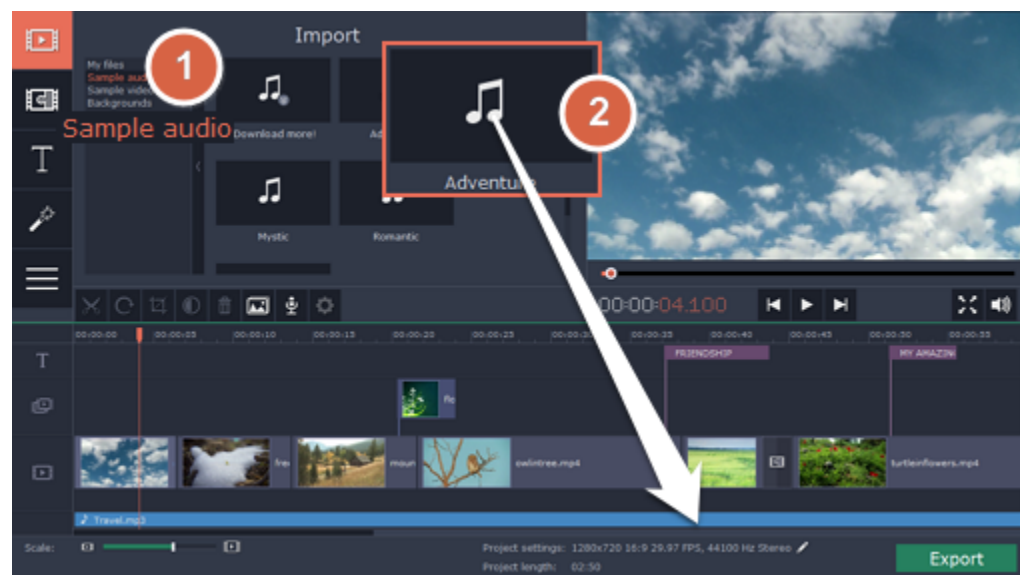 Import
1
My files
Sample audio
Sample video
Backgrounds
Sample audio
Download more!
2
Adventure
Mystic
Romantic
00:00:04.100
00:00:00 00:00:05 00:00:10 00:00:15 00:00:20 00:00:25 00:00:35 00:00:40 00:00:45 00:00:50 00:00:55
T
FRIENDSHIP
MY AMAZIN
flo
free
moun
owlintree.mp4
turtleinflowers.mp4
Travel.mp3
Scale:
Project settings: 1280x720 16:9 29.97 FPS, 44100 Hz Stereo
Project length: 02:50
Export